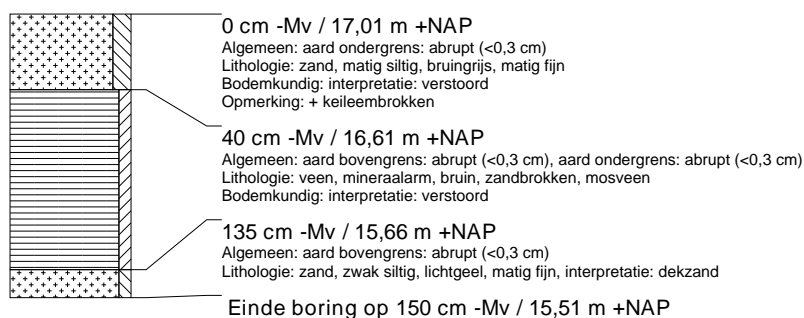 0 cm -Mv / 17,01 m +NAP
Algemeen: aard ondergrens: abrupt (<0,3 cm)
Lithologie: zand, matig siltig, bruingrijs, matig fijn
Bodemkundig: interpretatie: verstoord
Opmerking: + keileembrokken
40 cm -Mv / 16,61 m +NAP
Algemeen: aard bovengrens: abrupt (<0,3 cm), aard ondergrens: abrupt (<0,3 cm)
Lithologie: veen, mineraalarm, bruin, zandbrokken, mosveen
Bodemkundig: interpretatie: verstoord
135 cm -Mv / 15,66 m +NAP
Algemeen: aard bovengrens: abrupt (<0,3 cm)
Lithologie: zand, zwak siltig, lichtgeel, matig fijn, interpretatie: dekzand
Einde boring op 150 cm -Mv / 15,51 m +NAP